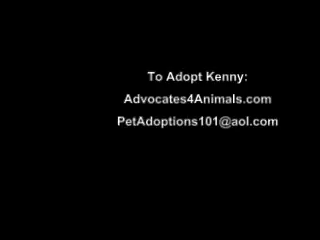 To Adopt Kenny:
Advocates4Animals.com
PetAdoptions101@aol.com